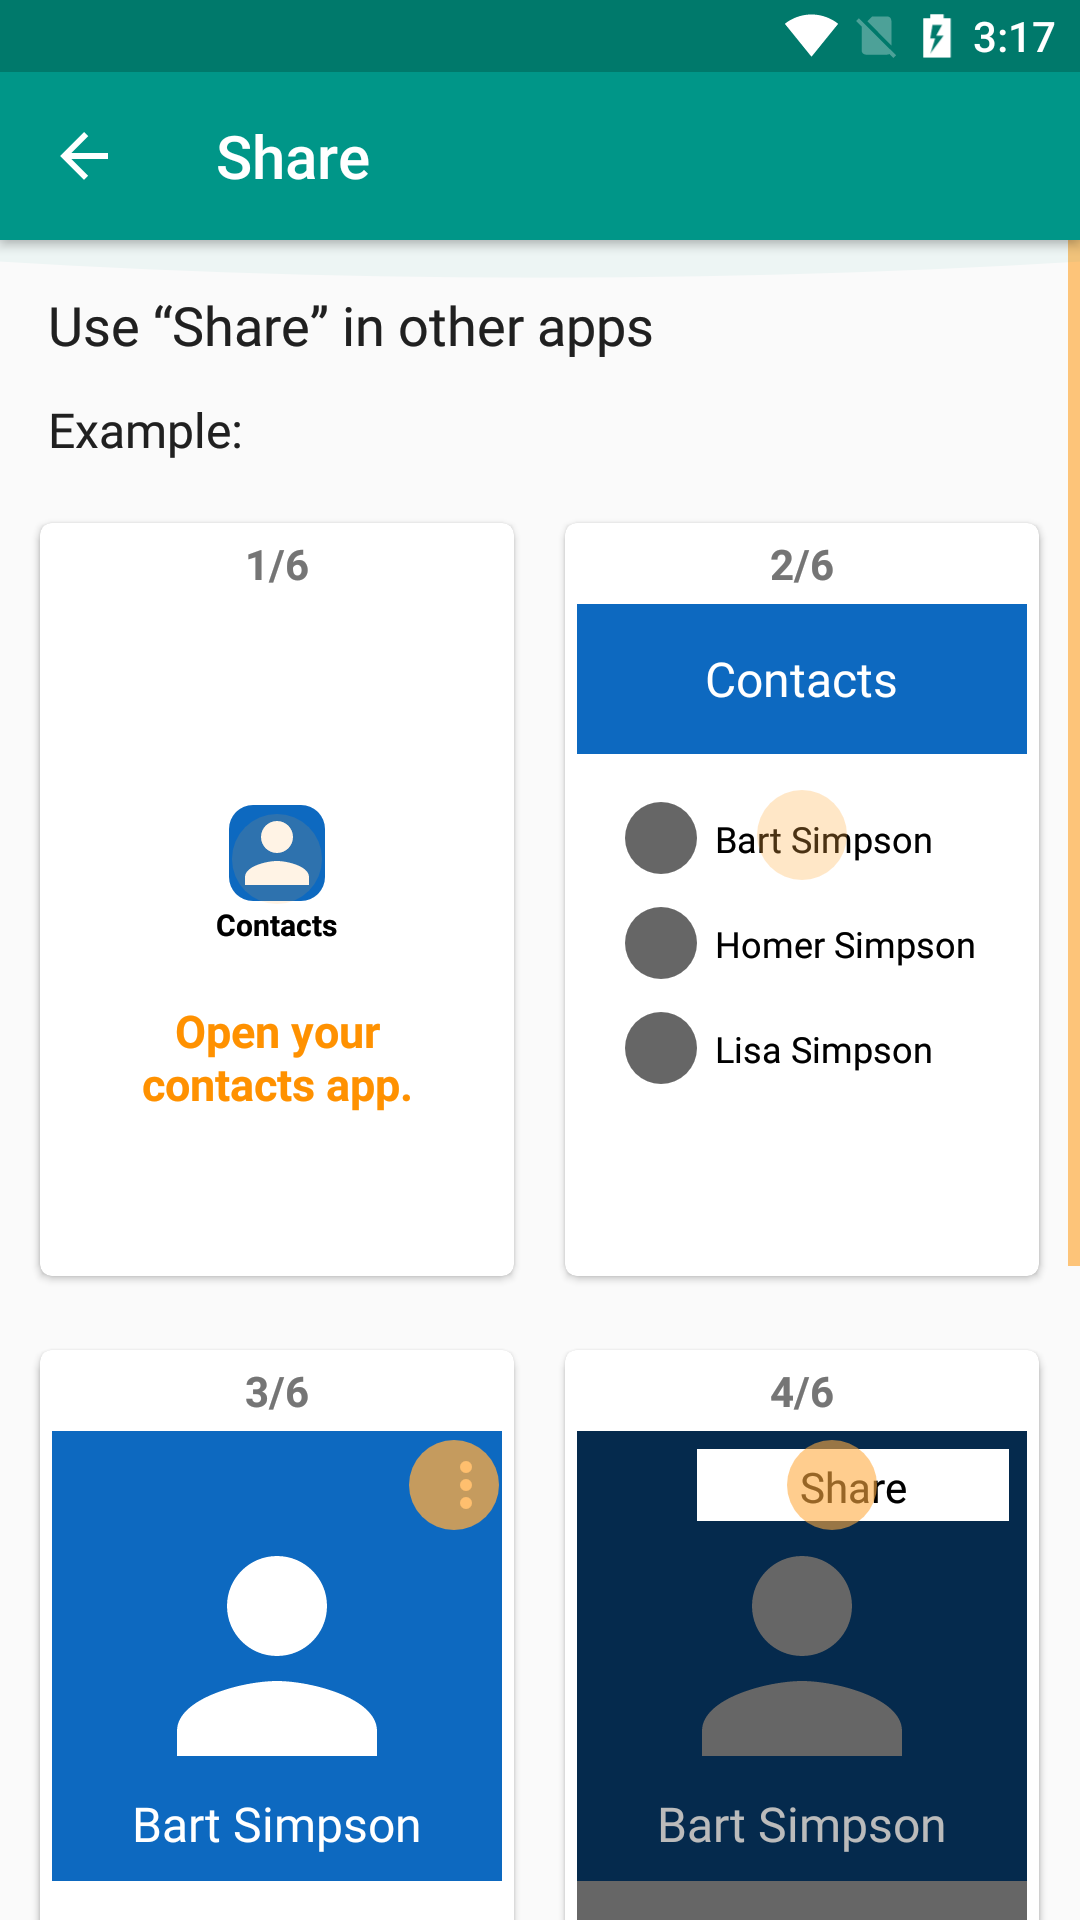 3:17
Share
Use “Share” in other apps
Example:
1/6
Contacts
Open your
contacts app.
2/6
Contacts
Bart Simpson
Homer Simpson
Lisa Simpson
3/6
Bart Simpson
4/6
Share
Bart Simpson